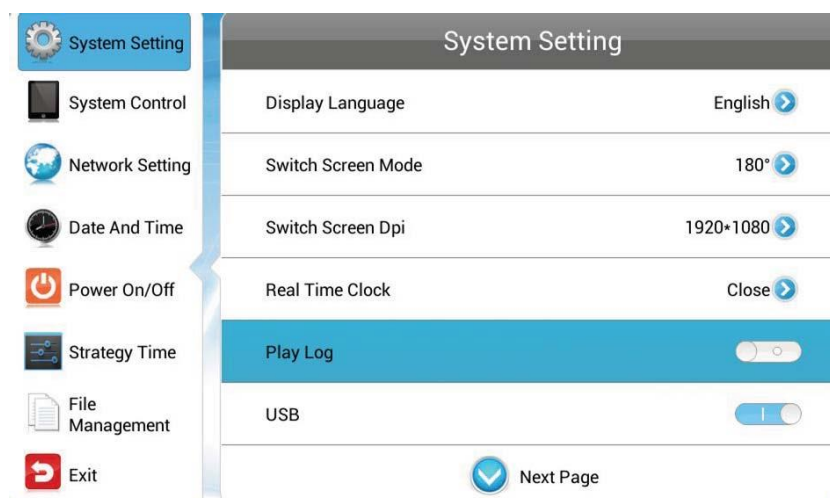 System Setting
System Control
Network Setting
Date And Time
Power On/Off
Strategy Time
File
Management
Exit
System Setting
Display Language English
Switch Screen Mode 180°
Switch Screen Dpi 1920*1080
Real Time Clock Close
Play Log
USB
Next Page